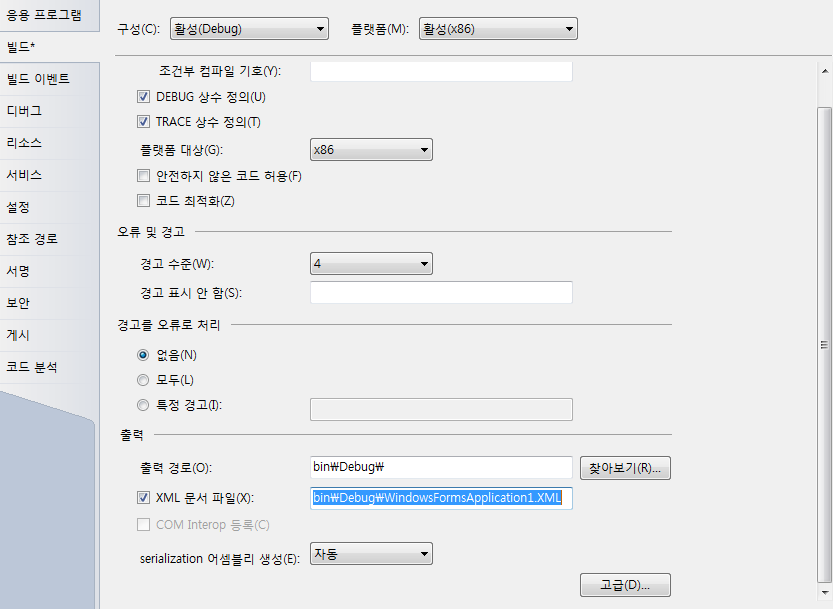 응용 프로그램
빌드*
빌드 이벤트
디버그
리소스
서비스
설정
참조 경로
서명
보안
게시
코드 분석
구성(C): 활성(Debug) 플랫폼(M): 활성(x86)
조건부 컴파일 기호(Y):
DEBUG 상수 정의(U)
TRACE 상수 정의(T)
플랫폼 대상(G): x86
안전하지 않은 코드 허용(F)
코드 최적화(Z)
오류 및 경고
경고 수준(W): 4
경고 표시 안 함(S):
경고를 오류로 처리
없음(N)
모두(L)
특정 경고(I):
출력
출력 경로(O): bin₩Debug₩ 찾아보기(R)...
XML 문서 파일(X): bin₩Debug₩WindowsFormsApplication1.XML
COM Interop 등록(C)
serialization 어셈블리 생성(E): 자동
고급(D)...